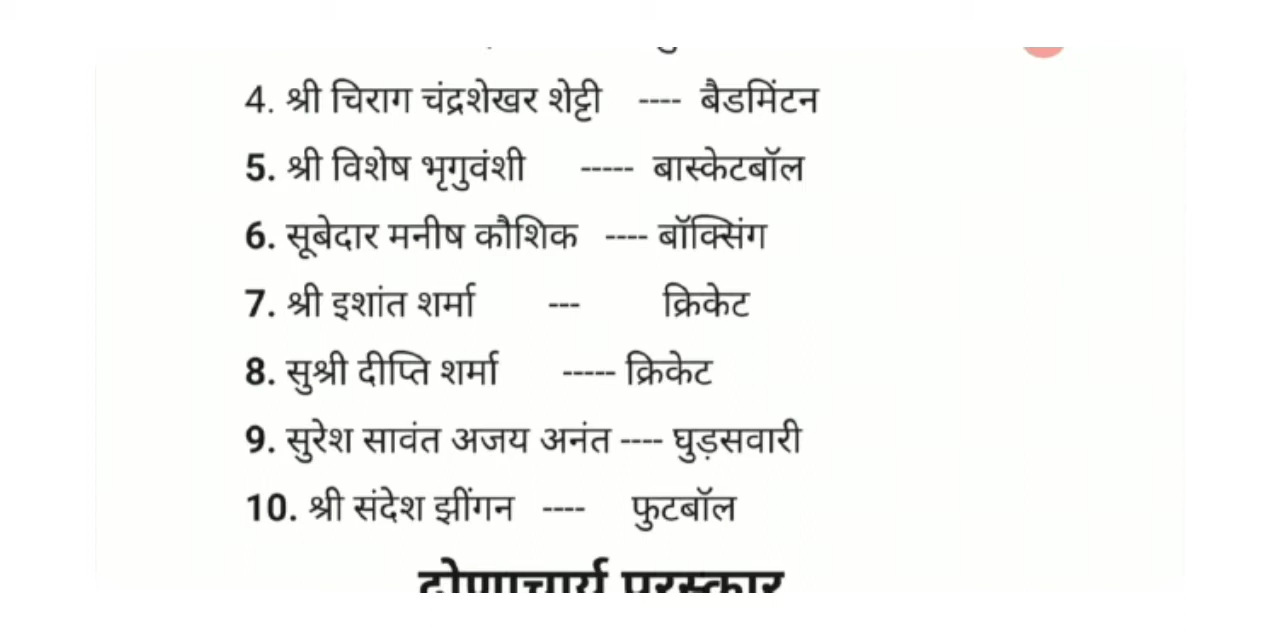 4. श्री चिराग चंद्रशेखर शेट्टी ---- बैडमिंटन
5. श्री विशेष भृगुवंशी ----- बास्केटबॉल
6. सूबेदार मनीष कौशिक ---- बॉक्सिंग
7. श्री इशांत शर्मा --- क्रिकेट
8. सुश्री दीप्ति शर्मा ----- क्रिकेट
9. सुरेश सावंत अजय अनंत ---- घुड़सवारी
10. श्री संदेश झींगन ---- फुटबॉल
द्रोणाचार्य पुरस्कार